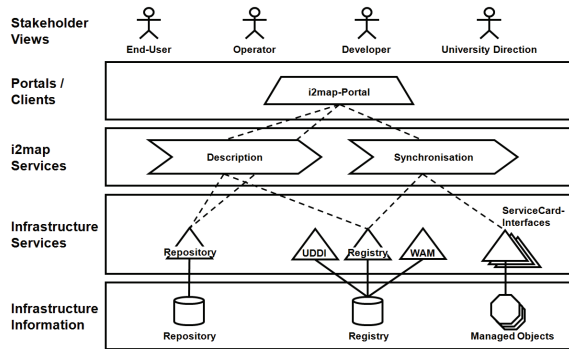 Stakeholder
Views
End-User
Operator
Developer
University Direction
Portals /
Clients
i2map-Portal
i2map
Services
Description
Synchronisation
Infrastructure
Services
Repository
UDDI
Registry
WAM
ServiceCard-
Interfaces
Infrastructure
Information
Repository
Registry
Managed Objects